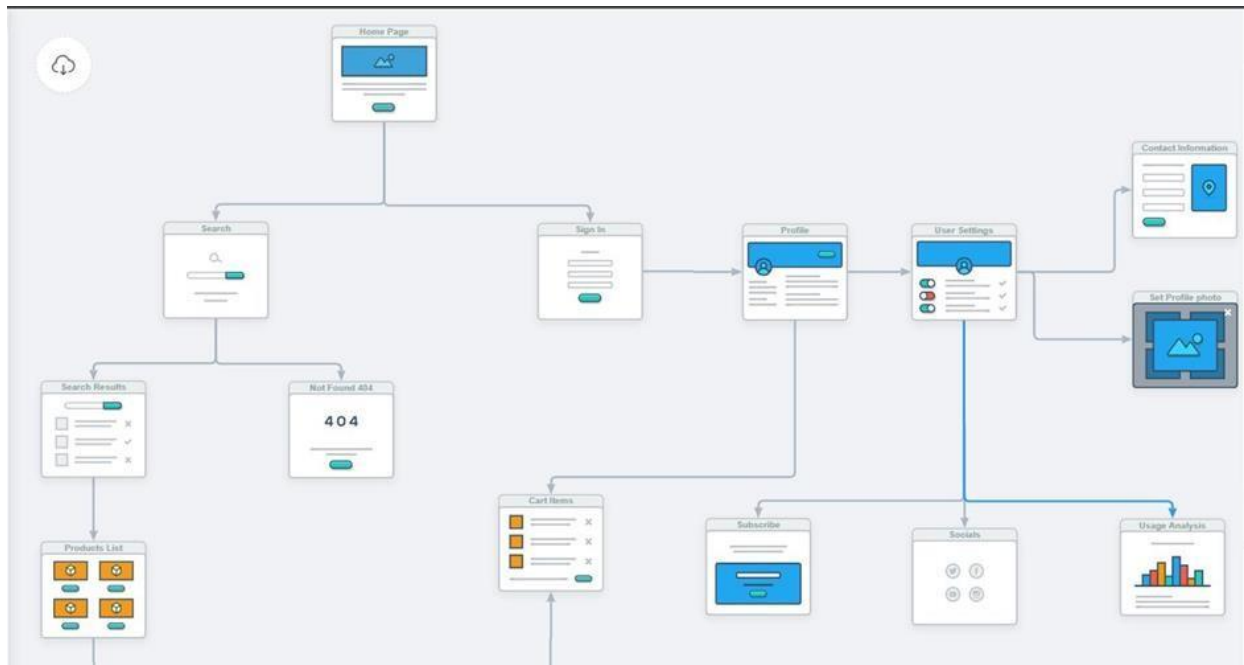 Home Page
Contact Information
Search
Sign In
Profile
User Settings
Set Profile photo
Search Results
Not Found 404
404
Cart Items
Subscribe
Socials
Usage Analysis
Products List